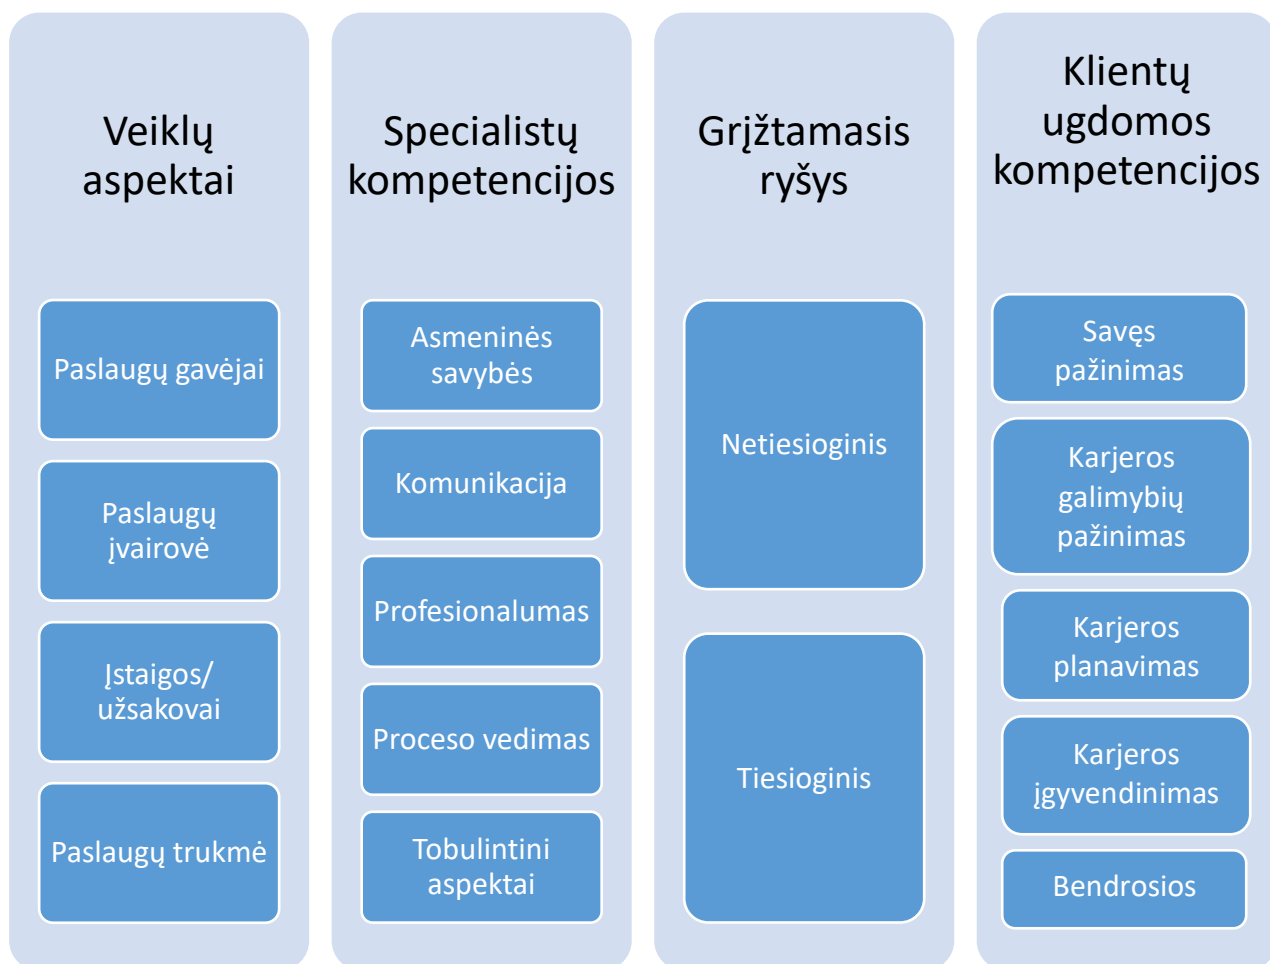 Veiklų
aspektai
Paslaugų gavėjai
Paslaugų
įvairovė
Įstaigos/
užsakovai
Paslaugų trukmė
Specialistų
kompetencijos
Asmeninės
savybės
Komunikacija
Profesionalumas
Proceso vedimas
Tobulintini
aspektai
Grįžtamasis
ryšys
Netiesioginis
Tiesioginis
Klientų
ugdomos
kompetencijos
Savęs
pažinimas
Karjeros
galimybių
pažinimas
Karjeros
planavimas
Karjeros
įgyvendinimas
Bendrosios